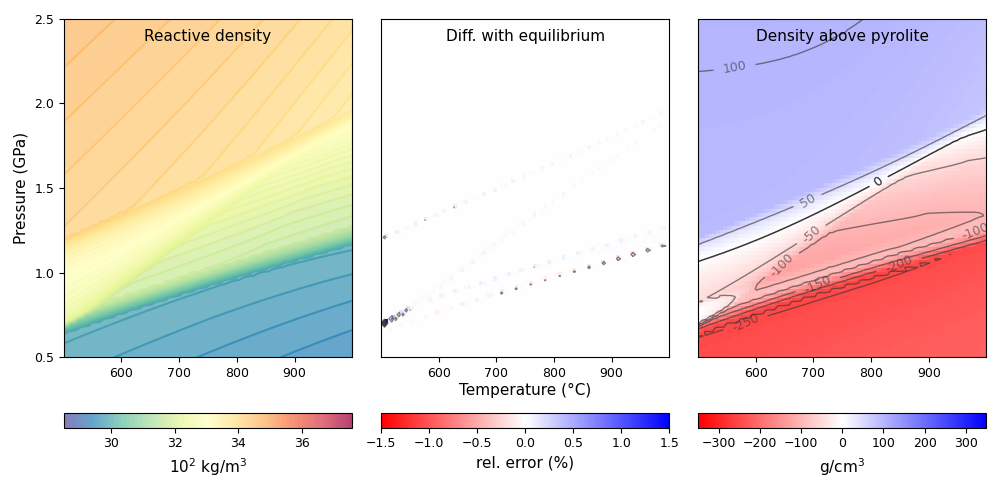 Reactive density
Diff. with equilibrium
Density above pyrolite
2.5
2.0
1.5
1.0
0.5
Pressure (GPa)
100
50
0
-50
-100
-100
-200
-150
-250
600 700 800 900
600 700 800 900
600 700 800 900
Temperature (°C)
30 32 34 36
10² kg/m³
−1.5 −1.0 −0.5 0.0 0.5 1.0 1.5
rel. error (%)
−300 −200 −100 0 100 200 300
g/cm³